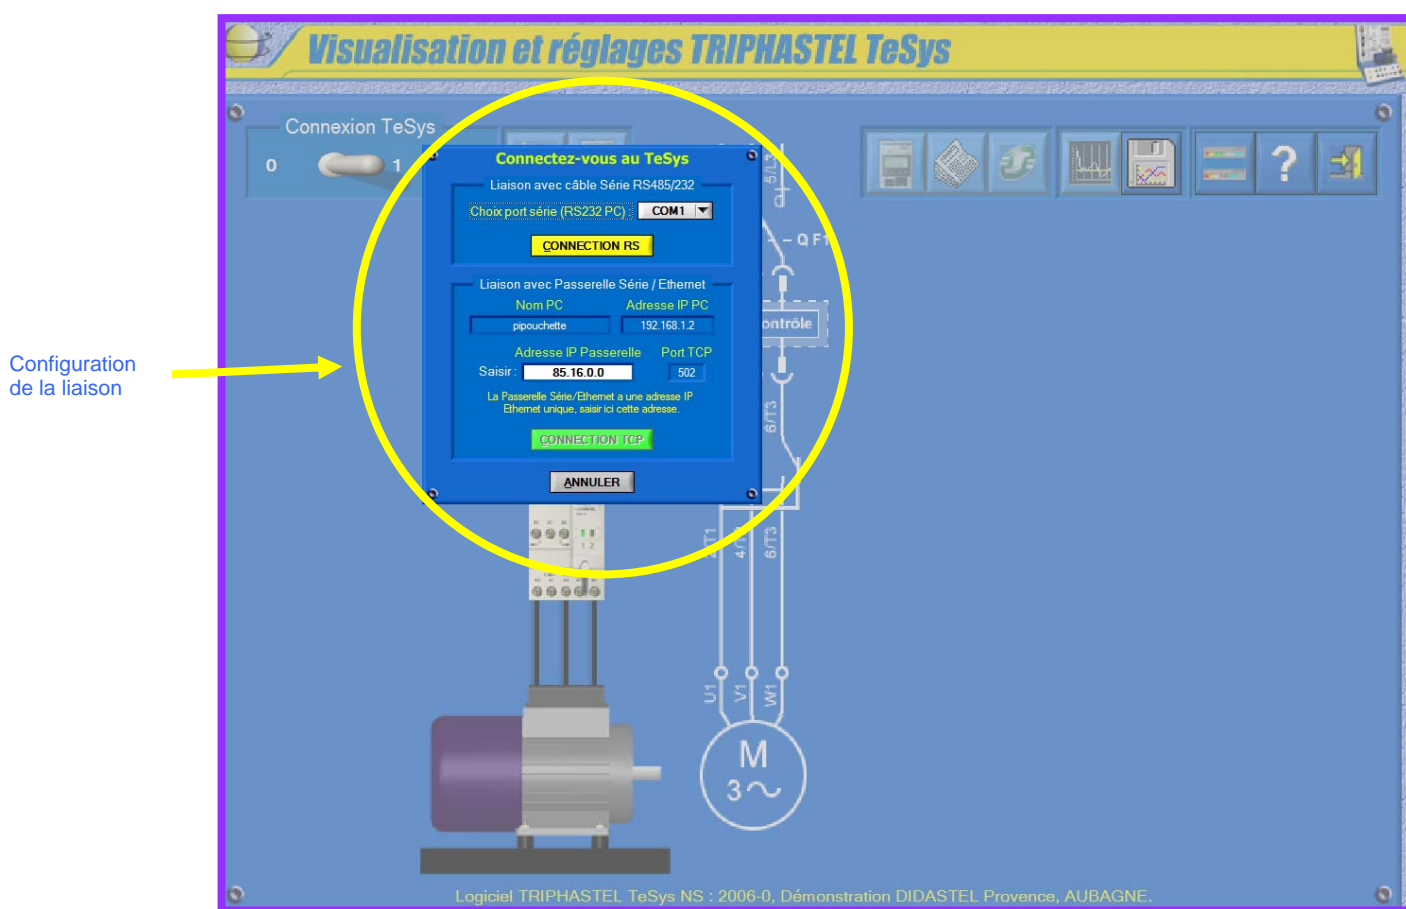 Visualisation et réglages TRIPHASTEL TeSys
Connexion TeSys
0
1
Connectez-vous au TeSys
Liaison avec câble Série RS485/232
Choix port série (RS232 PC) :
COM1
CONNECTION RS
Liaison avec Passerelle Série / Ethernet
Nom PC
Adresse IP PC
pipouchette
192.168.1.2
Adresse IP Passerelle
Port TCP
Saisir :
85.16.0.0
502
La Passerelle Série/Ethernet a une adresse IP
Ethernet unique, saisir ici cette adresse.
CONNECTION TCP
ANNULER
Configuration
de la liaison
5/L3
Q F1
ontrôle
6/T3
1 2
4/T2
6/T3
U1
V1
W1
M
3~
?
Logiciel TRIPHASTEL TeSys NS : 2006-0, Démonstration DIDASTEL Provence, AUBAGNE.